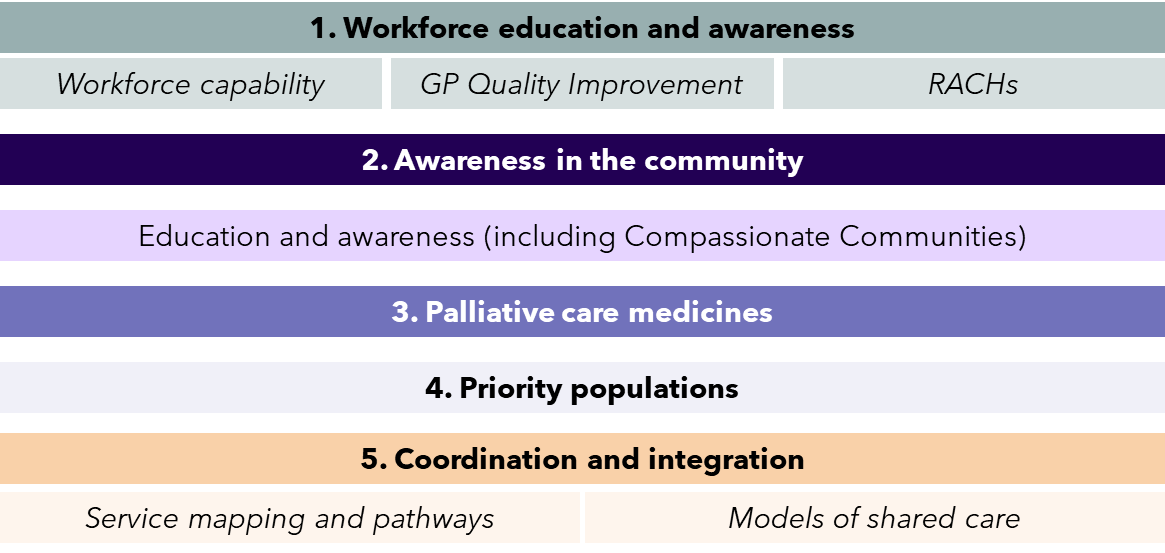 1. Workforce education and awareness
Workforce capability
GP Quality Improvement
RACHs
2. Awareness in the community
Education and awareness (including Compassionate Communities)
3. Palliative care medicines
4. Priority populations
5. Coordination and integration
Service mapping and pathways
Models of shared care